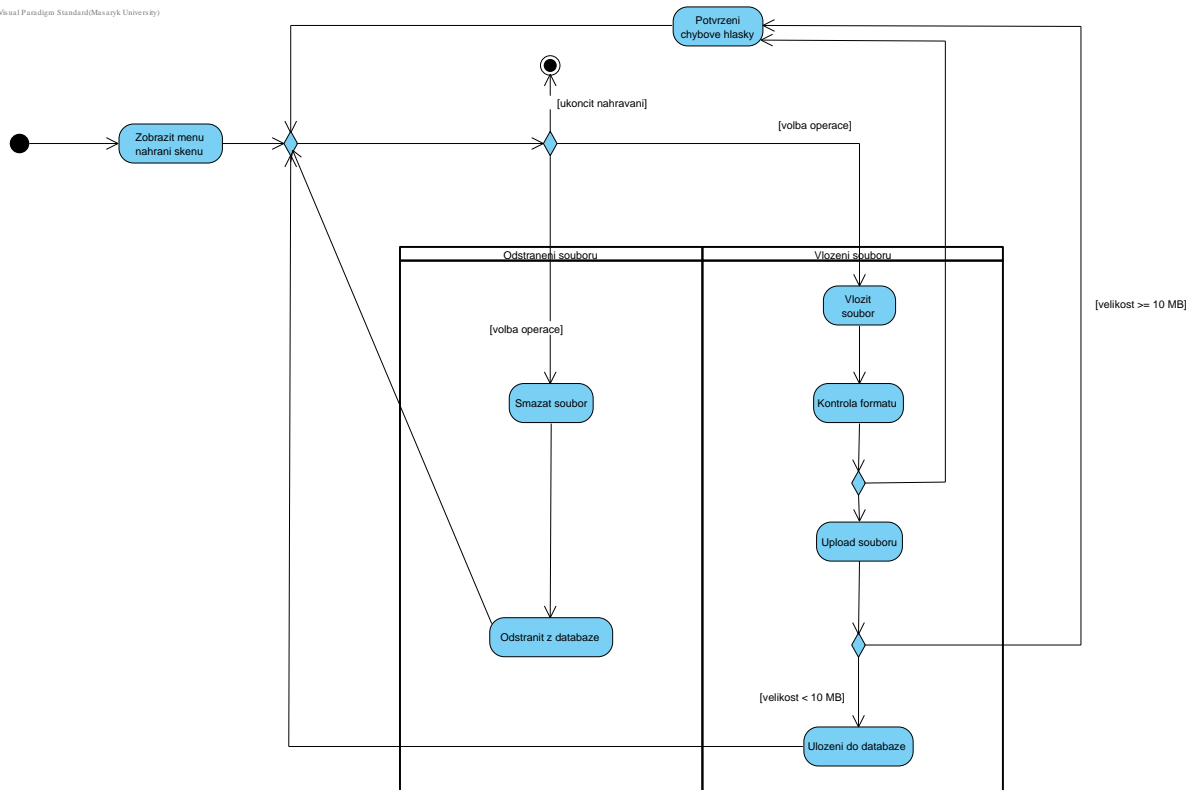 Visual Paradigm Standard(Masaryk University)
Potvrzeni
chybove hlasky
[ukoncit nahravani]
[volba operace]
Zobrazit menu
nahrani skenu
Odstraneni souboru
Vlozeni souboru
Vlozit
soubor
[velikost >= 10 MB]
[volba operace]
Smazat soubor
Kontrola formatu
Upload souboru
Odstranit z databaze
[velikost < 10 MB]
Ulozeni do databaze